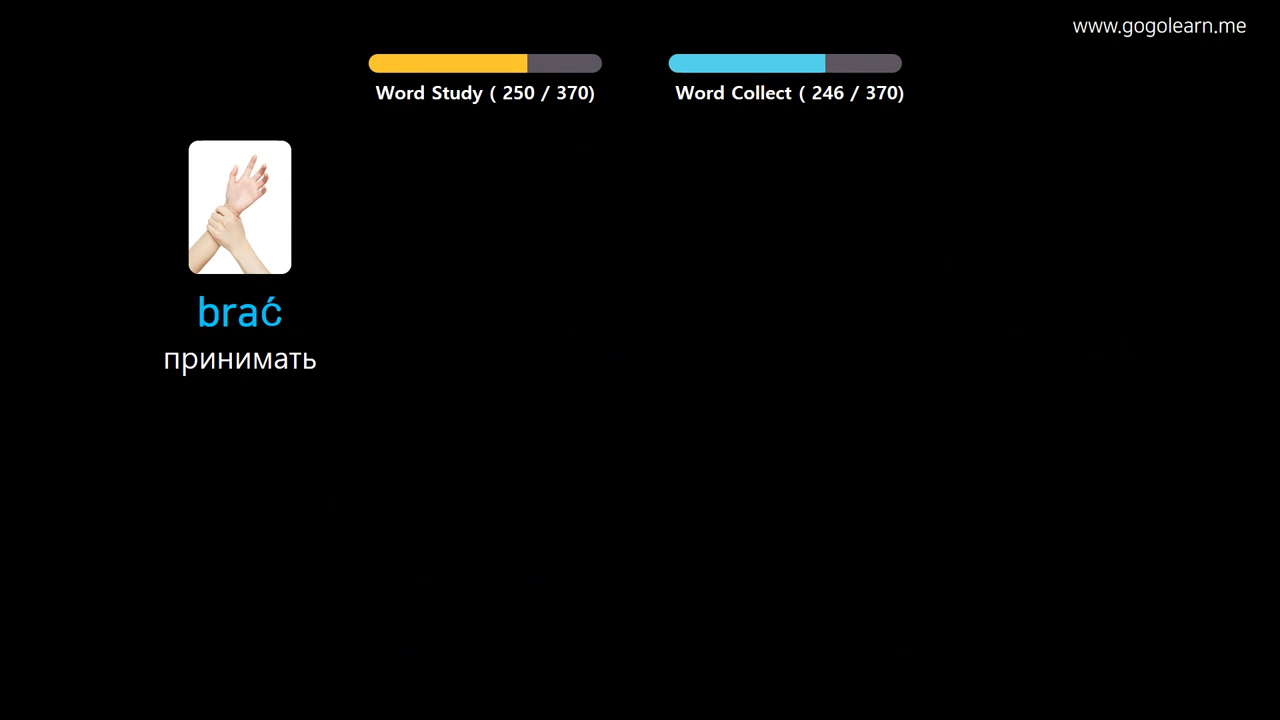 www.gogolearn.me
Word Study ( 250 / 370)
Word Collect ( 246 / 370)
brać
принимать